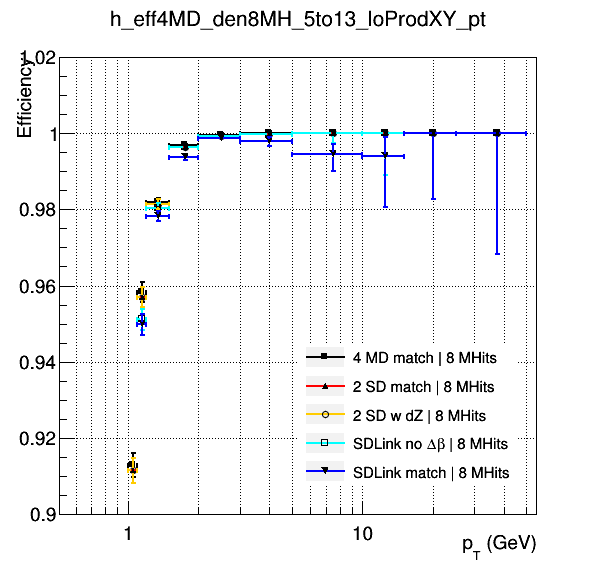 h_eff4MD_den8MH_5to13_loProdXY_pt
Efficiency
1.02
1
0.98
0.96
0.94
0.92
0.9
4 MD match | 8 MHits
2 SD match | 8 MHits
2 SD w dZ | 8 MHits
SDLink no Δβ | 8 MHits
SDLink match | 8 MHits
1
10
p_T (GeV)